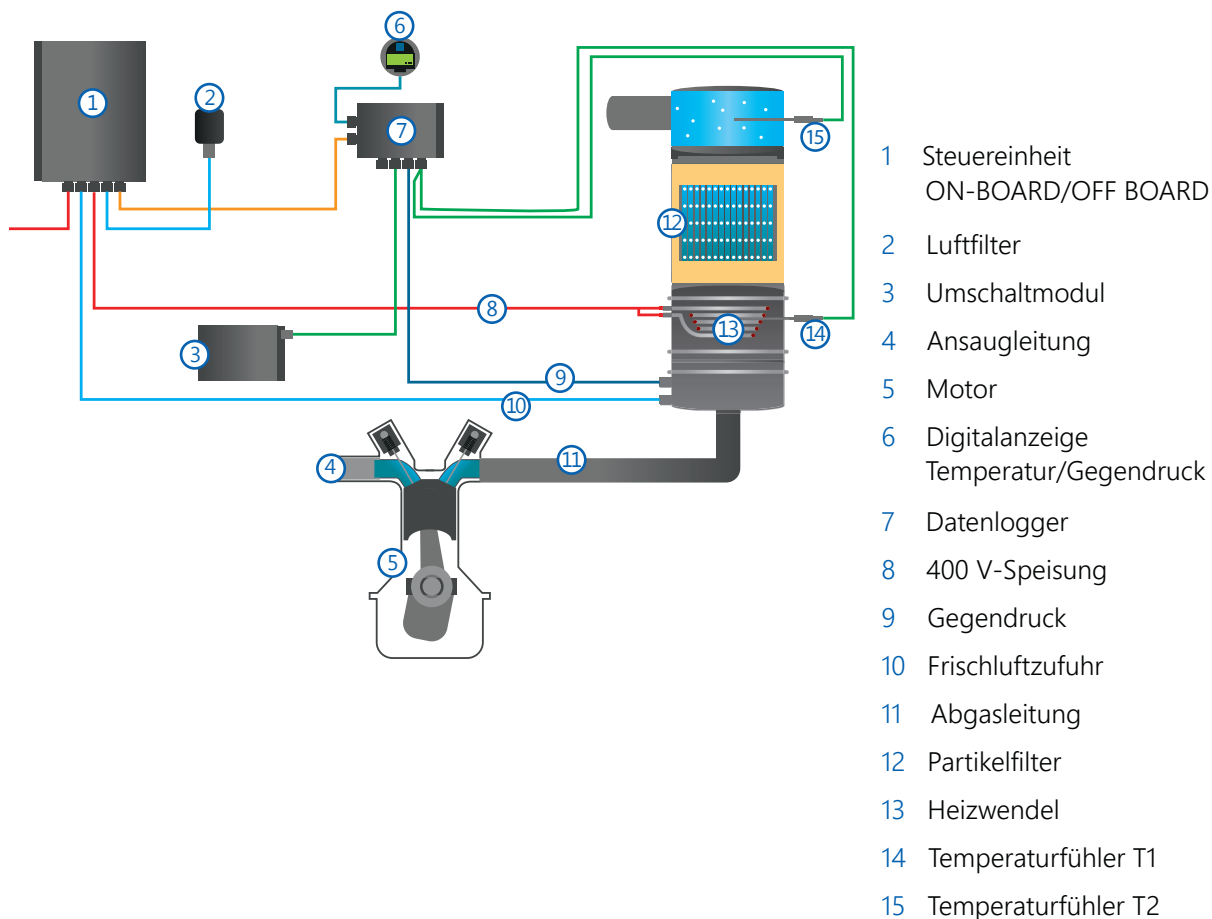 6
1
2
7
15
12
8
13
14
3
9
10
4
11
5
1 Steuereinheit
ON-BOARD/OFF BOARD
2 Luftfilter
3 Umschaltmodul
4 Ansaugleitung
5 Motor
6 Digitalanzeige
Temperatur/Gegendruck
7 Datenlogger
8 400 V-Speisung
9 Gegendruck
10 Frischluftzufuhr
11 Abgasleitung
12 Partikelfilter
13 Heizwendel
14 Temperaturfühler T1
15 Temperaturfühler T2